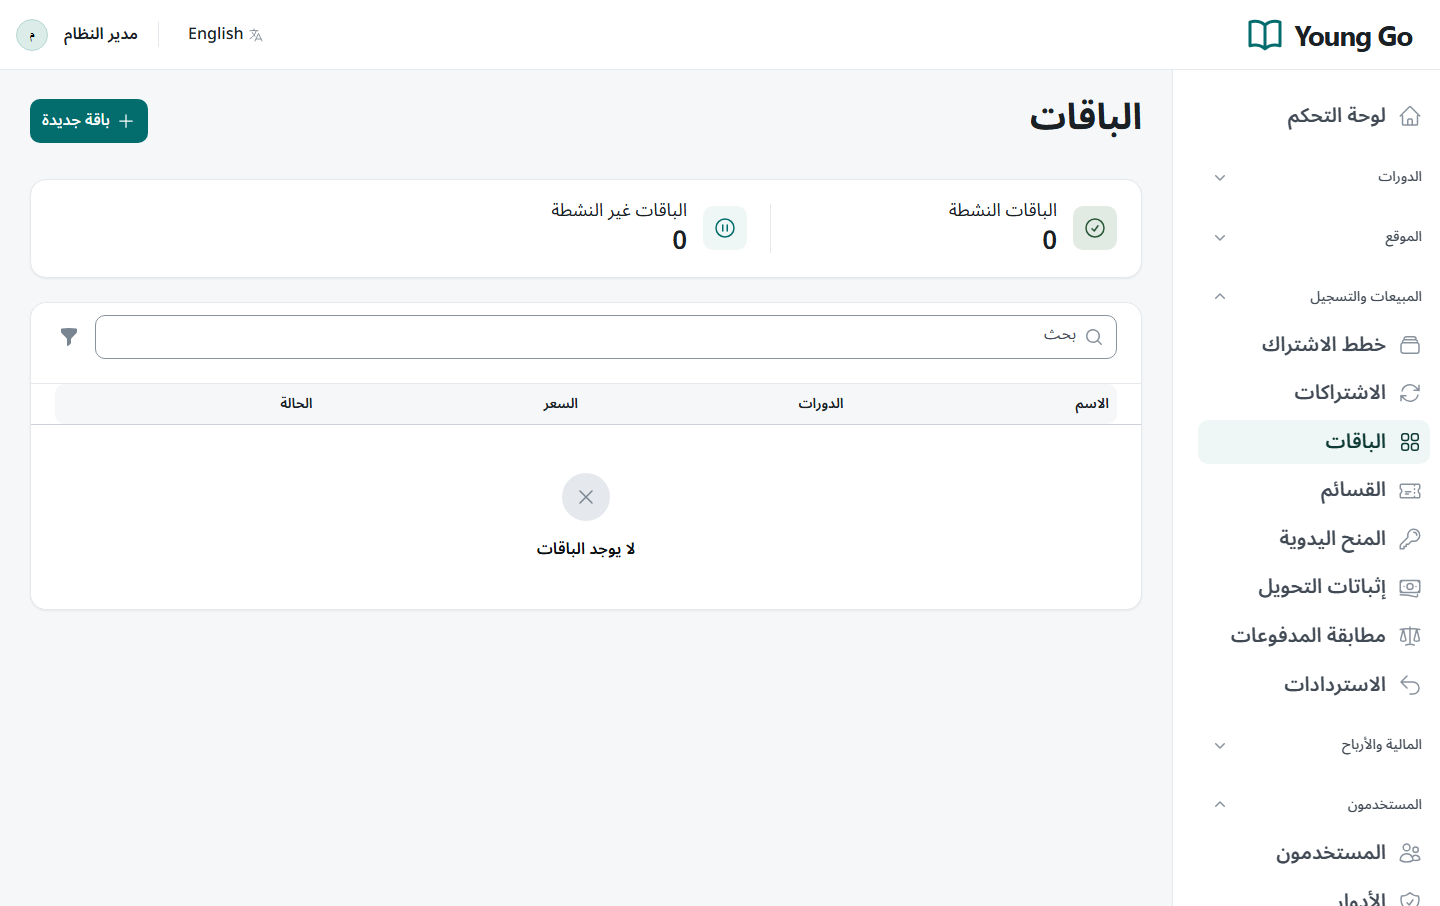 Young Go
English
مدير النظام
م
لوحة التحكم
الدورات
الموقع
المبيعات والتسجيل
خطط الاشتراك
الاشتراكات
الباقات
القسائم
المنح اليدوية
إثباتات التحويل
مطابقة المدفوعات
الاستردادات
المالية والأرباح
المستخدمون
المستخدمون
الأدوار
الباقات
باقة جديدة
الباقات النشطة
0
الباقات غير النشطة
0
بحث
الاسم الدورات السعر الحالة
لا يوجد الباقات